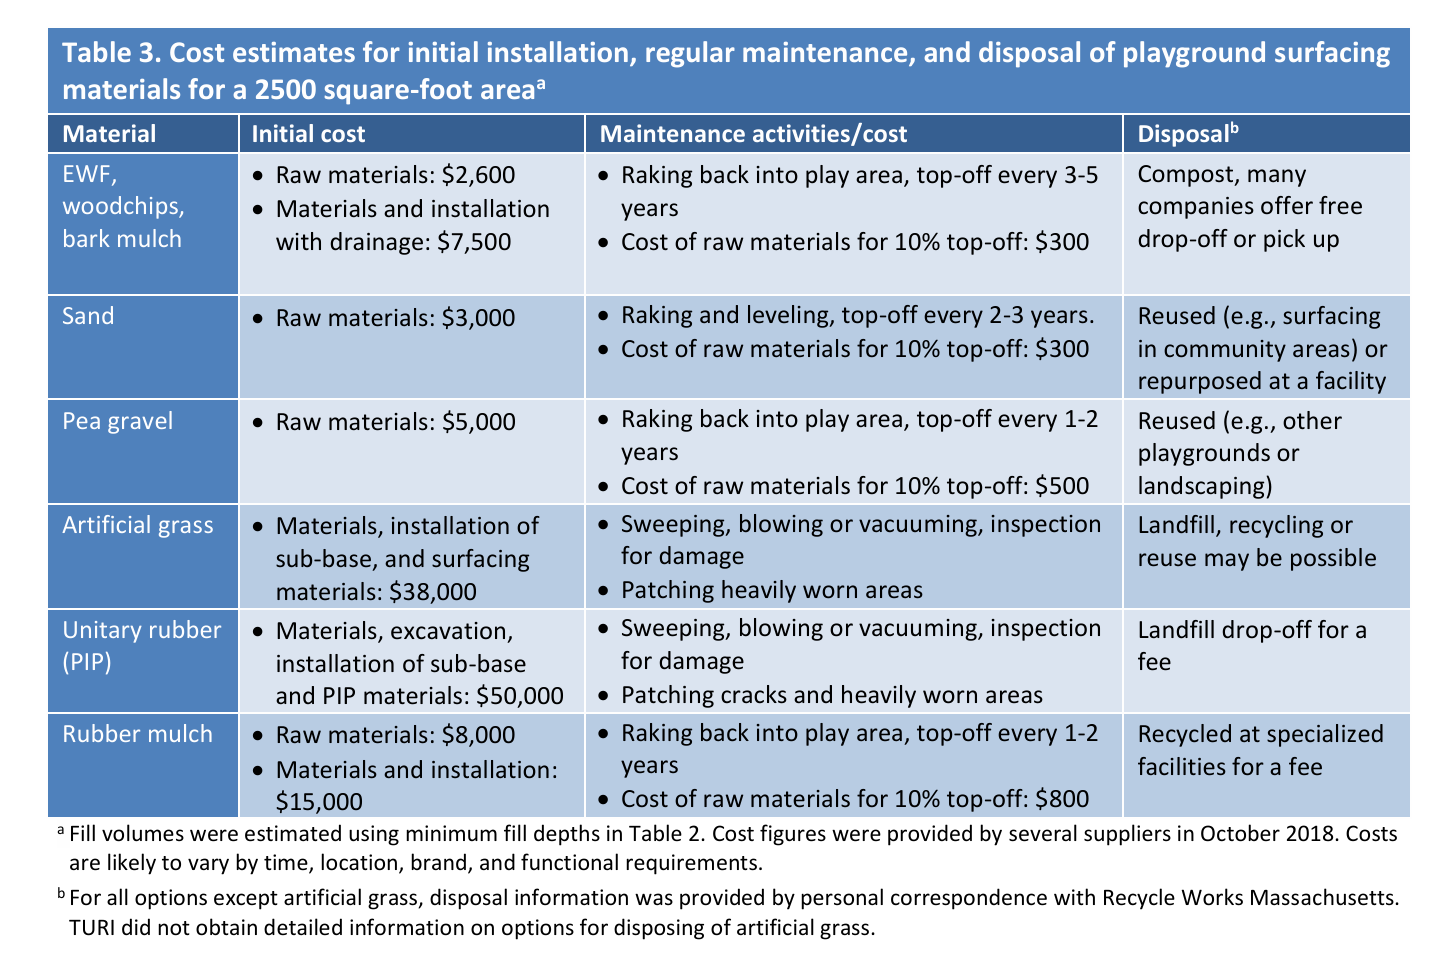 Table 3. Cost estimates for initial installation, regular maintenance, and disposal of playground surfacing
materials for a 2500 square-foot areaᵃ
Material
Initial cost
Maintenance activities/cost
Disposalᵇ
EWF,
woodchips,
bark mulch
• Raw materials: $2,600
• Materials and installation
with drainage: $7,500
• Raking back into play area, top-off every 3-5
years
• Cost of raw materials for 10% top-off: $300
Compost, many
companies offer free
drop-off or pick up
Sand
• Raw materials: $3,000
• Raking and leveling, top-off every 2-3 years.
• Cost of raw materials for 10% top-off: $300
Reused (e.g., surfacing
in community areas) or
repurposed at a facility
Pea gravel
• Raw materials: $5,000
• Raking back into play area, top-off every 1-2
years
• Cost of raw materials for 10% top-off: $500
Reused (e.g., other
playgrounds or
landscaping)
Artificial grass
• Materials, installation of
sub-base, and surfacing
materials: $38,000
• Sweeping, blowing or vacuuming, inspection
for damage
• Patching heavily worn areas
Landfill, recycling or
reuse may be possible
Unitary rubber
(PIP)
• Materials, excavation,
installation of sub-base
and PIP materials: $50,000
• Sweeping, blowing or vacuuming, inspection
for damage
• Patching cracks and heavily worn areas
Landfill drop-off for a
fee
Rubber mulch
• Raw materials: $8,000
• Materials and installation:
$15,000
• Raking back into play area, top-off every 1-2
years
• Cost of raw materials for 10% top-off: $800
Recycled at specialized
facilities for a fee
ᵃ Fill volumes were estimated using minimum fill depths in Table 2. Cost figures were provided by several suppliers in October 2018. Costs
are likely to vary by time, location, brand, and functional requirements.
ᵇ For all options except artificial grass, disposal information was provided by personal correspondence with Recycle Works Massachusetts.
TURI did not obtain detailed information on options for disposing of artificial grass.